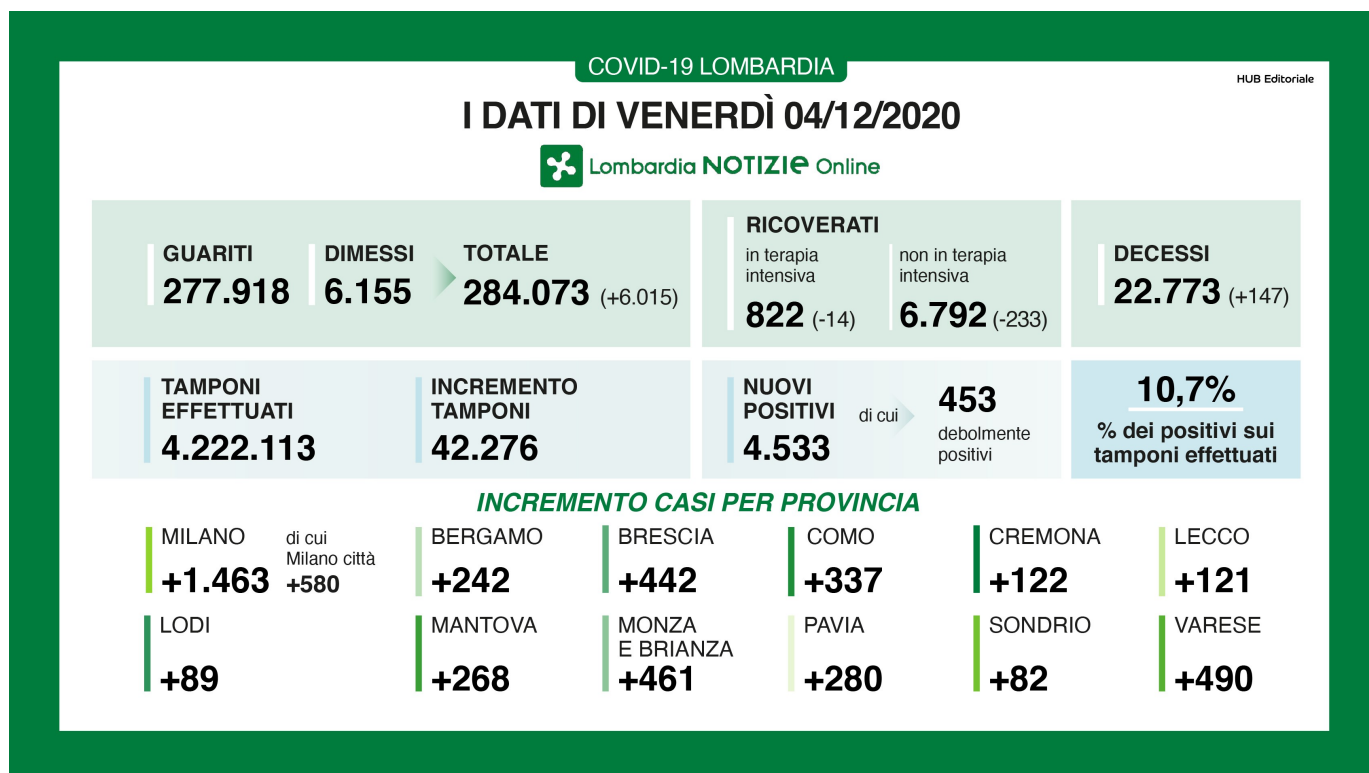 COVID-19 LOMBARDIA
HUB Editoriale
I DATI DI VENERDÌ 04/12/2020
Lombardia NOTIZIE Online
GUARITI
277.918
DIMESSI
6.155
TOTALE
284.073 (+6.015)
RICOVERATI
in terapia
intensiva
822 (-14)
non in terapia
intensiva
6.792 (-233)
DECESSI
22.773 (+147)
TAMPONI
EFFETTUATI
4.222.113
INCREMENTO
TAMPONI
42.276
NUOVI
POSITIVI
4.533
di cui
453
debolmente
positivi
10,7%
% dei positivi sui
tamponi effettuati
INCREMENTO CASI PER PROVINCIA
MILANO
+1.463
di cui
Milano città
+580
BERGAMO
+242
BRESCIA
+442
COMO
+337
CREMONA
+122
LECCO
+121
LODI
+89
MANTOVA
+268
MONZA
E BRIANZA
+461
PAVIA
+280
SONDRIO
+82
VARESE
+490